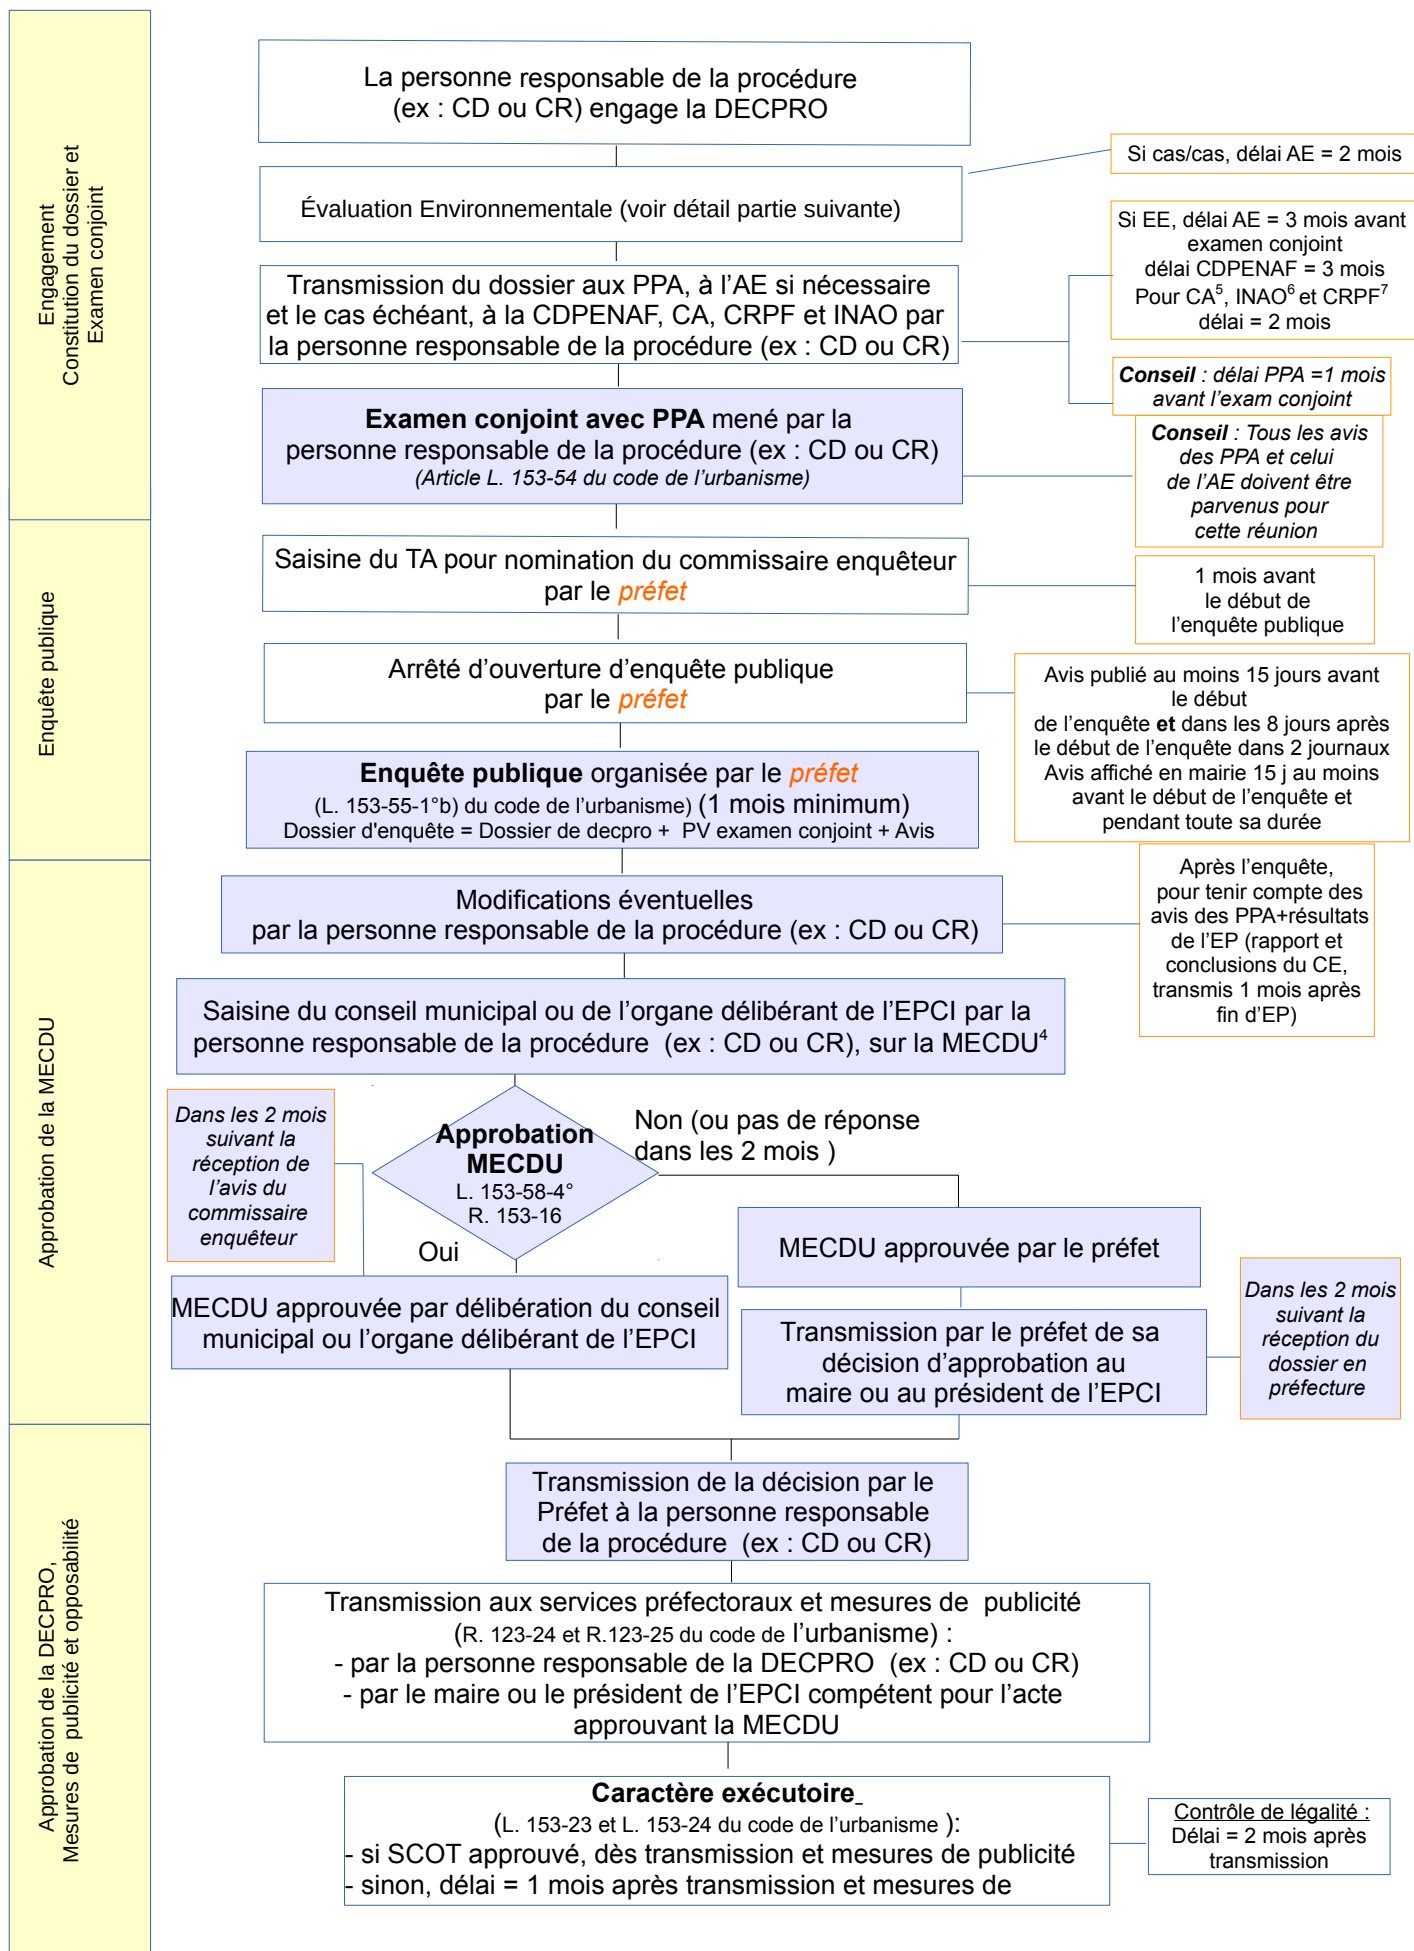 Engagement
Constitution du dossier et
Examen conjoint
La personne responsable de la procédure
(ex : CD ou CR) engage la DECPRO
Si cas/cas, délai AE = 2 mois
Évaluation Environnementale (voir détail partie suivante)
Si EE, délai AE = 3 mois avant
examen conjoint
délai CDPENAF = 3 mois
Pour CA⁵, INAO⁶ et CRPF⁷
délai = 2 mois
Transmission du dossier aux PPA, à l’AE si nécessaire
et le cas échéant, à la CDPENAF, CA, CRPF et INAO par
la personne responsable de la procédure (ex : CD ou CR)
Conseil : délai PPA =1 mois
avant l’exam conjoint
Examen conjoint avec PPA mené par la
personne responsable de la procédure (ex : CD ou CR)
(Article L. 153-54 du code de l’urbanisme)
Conseil : Tous les avis
des PPA et celui
de l’AE doivent être
parvenus pour
cette réunion
Enquête publique
Saisine du TA pour nomination du commissaire enquêteur
par le préfet
1 mois avant
le début de
l’enquête publique
Arrêté d’ouverture d’enquête publique
par le préfet
Avis publié au moins 15 jours avant
le début
de l’enquête et dans les 8 jours après
le début de l’enquête dans 2 journaux
Avis affiché en mairie 15 j au moins
avant le début de l’enquête et
pendant toute sa durée
Enquête publique organisée par le préfet
(L. 153-55-1°b) du code de l’urbanisme) (1 mois minimum)
Dossier d'enquête = Dossier de decpro + PV examen conjoint + Avis
Approbation de la MECDU
Modifications éventuelles
par la personne responsable de la procédure (ex : CD ou CR)
Après l’enquête,
pour tenir compte des
avis des PPA+résultats
de l’EP (rapport et
conclusions du CE,
transmis 1 mois après
fin d’EP)
Saisine du conseil municipal ou de l’organe délibérant de l’EPCI par la
personne responsable de la procédure (ex : CD ou CR), sur la MECDU⁴
Dans les 2 mois
suivant la
réception de
l’avis du
commissaire
enquêteur
Approbation
MECDU
L. 153-58-4°
R. 153-16
Non (ou pas de réponse
dans les 2 mois )
Oui
MECDU approuvée par le préfet
MECDU approuvée par délibération du conseil
municipal ou l’organe délibérant de l’EPCI
Transmission par le préfet de sa
décision d’approbation au
maire ou au président de l’EPCI
Dans les 2 mois
suivant la
réception du
dossier en
préfecture
Approbation de la DECPRO,
Mesures de publicité et opposabilité
Transmission de la décision par le
Préfet à la personne responsable
de la procédure (ex : CD ou CR)
Transmission aux services préfectoraux et mesures de publicité
(R. 123-24 et R.123-25 du code de l’urbanisme) :
- par la personne responsable de la DECPRO (ex : CD ou CR)
- par le maire ou le président de l’EPCI compétent pour l’acte
approuvant la MECDU
Caractère exécutoire
(L. 153-23 et L. 153-24 du code de l’urbanisme ):
- si SCOT approuvé, dès transmission et mesures de publicité
- sinon, délai = 1 mois après transmission et mesures de
Contrôle de légalité :
Délai = 2 mois après
transmission